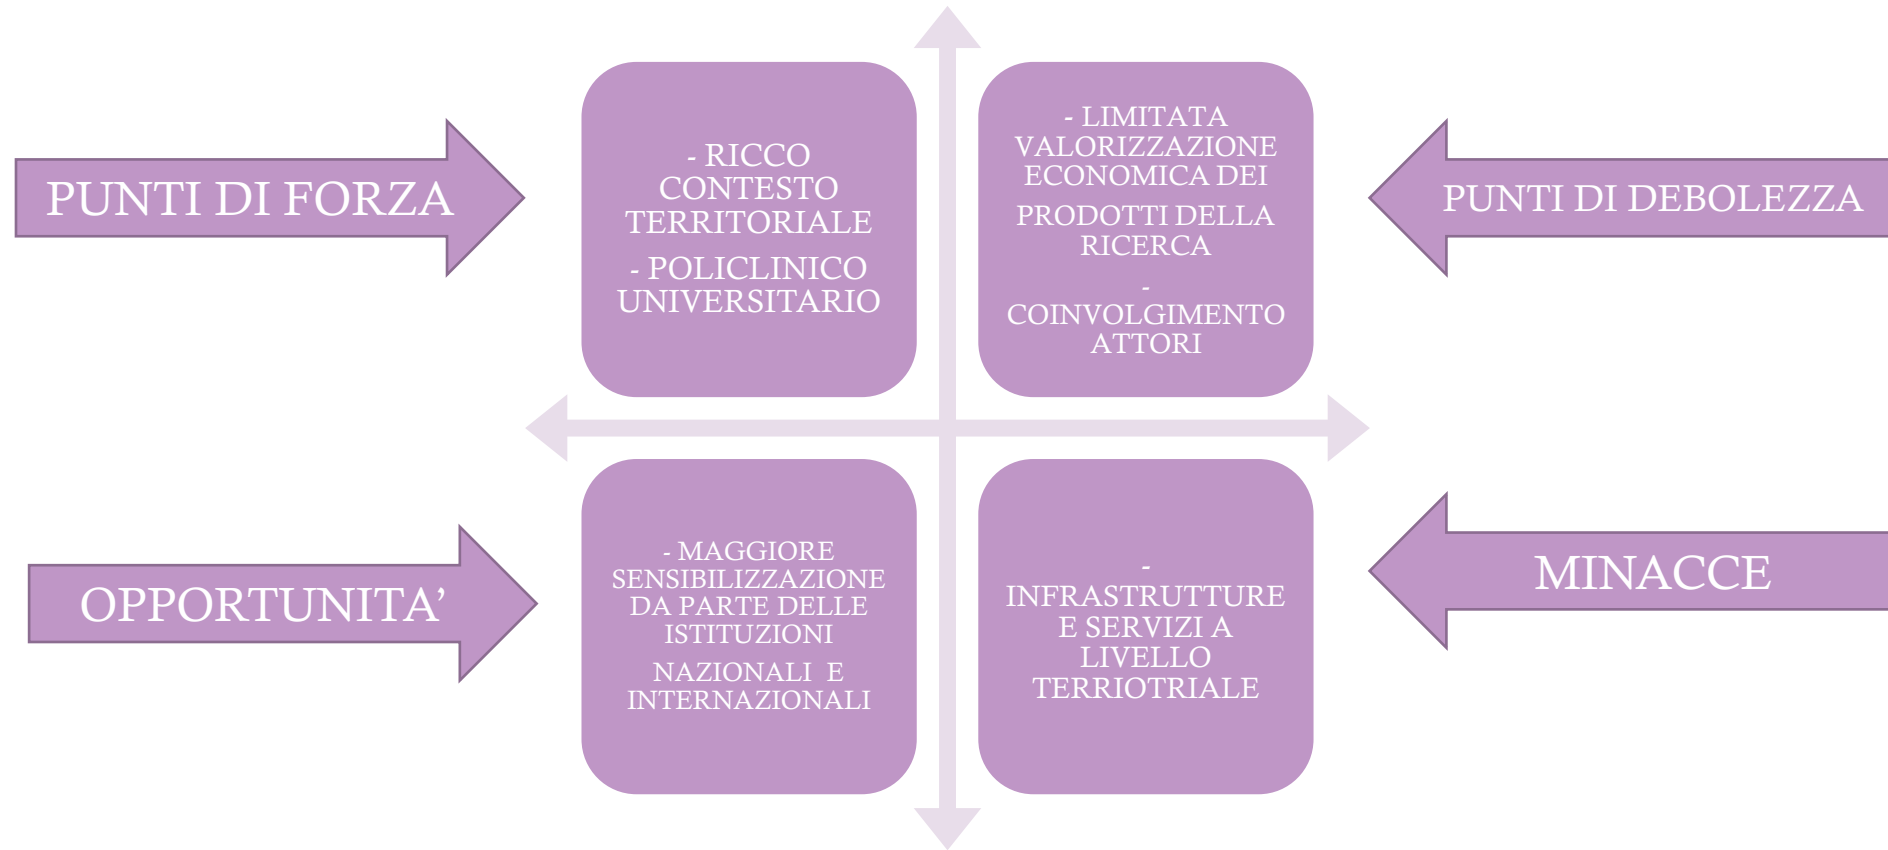 PUNTI DI FORZA
- RICCO
CONTESTO
TERRITORIALE
- POLICLINICO
UNIVERSITARIO
- LIMITATA
VALORIZZAZIONE
ECONOMICA DEI
PRODOTTI DELLA
RICERCA
-
COINVOLGIMENTO
ATTORI
PUNTI DI DEBOLEZZA
OPPORTUNITA’
- MAGGIORE
SENSIBILIZZAZIONE
DA PARTE DELLE
ISTITUZIONI
NAZIONALI E
INTERNAZIONALI
-
INFRASTRUTTURE
E SERVIZI A
LIVELLO
TERRIOTRIALE
MINACCE